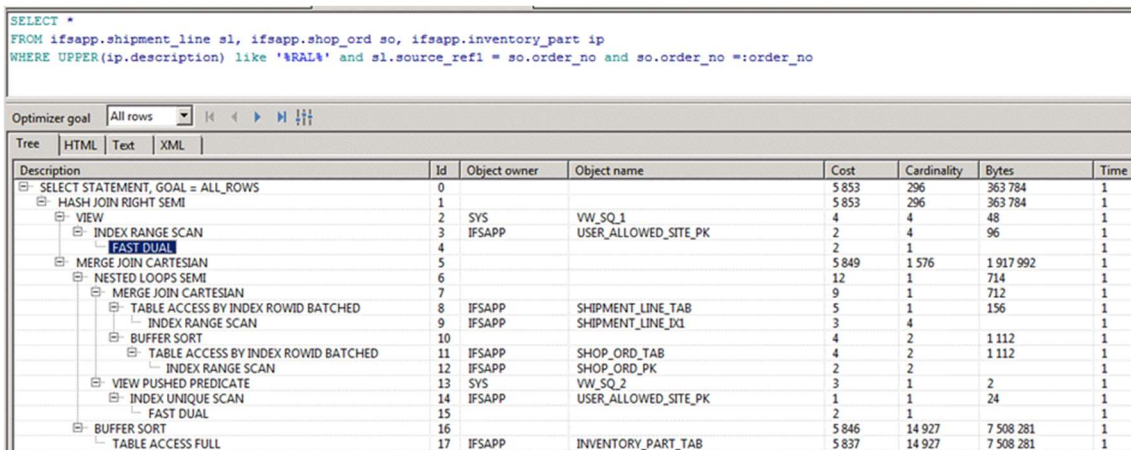 SELECT *
FROM ifsapp.shipment_line sl, ifsapp.shop_ord so, ifsapp.inventory_part ip
WHERE UPPER(ip.description) like '%RAL%' and sl.source_ref1 = so.order_no and so.order_no =:order_no
Optimizer goal All rows
Tree HTML Text XML
Description Id Object owner Object name Cost Cardinality Bytes Time
SELECT STATEMENT, GOAL = ALL_ROWS 0 5 853 296 363 784 1
HASH JOIN RIGHT SEMI 1 5 853 296 363 784 1
VIEW 2 SYS VW_SQ_1 4 4 48 1
INDEX RANGE SCAN 3 IFSAPP USER_ALLOWED_SITE_PK 2 4 96 1
FAST DUAL 4 2 1 1
MERGE JOIN CARTESIAN 5 5 849 1 576 1 917 992 1
NESTED LOOPS SEMI 6 12 1 714 1
MERGE JOIN CARTESIAN 7 9 1 712 1
TABLE ACCESS BY INDEX ROWID BATCHED 8 IFSAPP SHIPMENT_LINE_TAB 5 1 156 1
INDEX RANGE SCAN 9 IFSAPP SHIPMENT_LINE_IX1 3 4 1
BUFFER SORT 10 4 2 1 112 1
TABLE ACCESS BY INDEX ROWID BATCHED 11 IFSAPP SHOP_ORD_TAB 4 2 1 112 1
INDEX RANGE SCAN 12 IFSAPP SHOP_ORD_PK 2 2 1
VIEW PUSHED PREDICATE 13 SYS VW_SQ_2 3 1 2 1
INDEX UNIQUE SCAN 14 IFSAPP USER_ALLOWED_SITE_PK 1 1 24 1
FAST DUAL 15 2 1 1
BUFFER SORT 16 5 846 14 927 7 508 281 1
TABLE ACCESS FULL 17 IFSAPP INVENTORY_PART_TAB 5 837 14 927 7 508 281 1